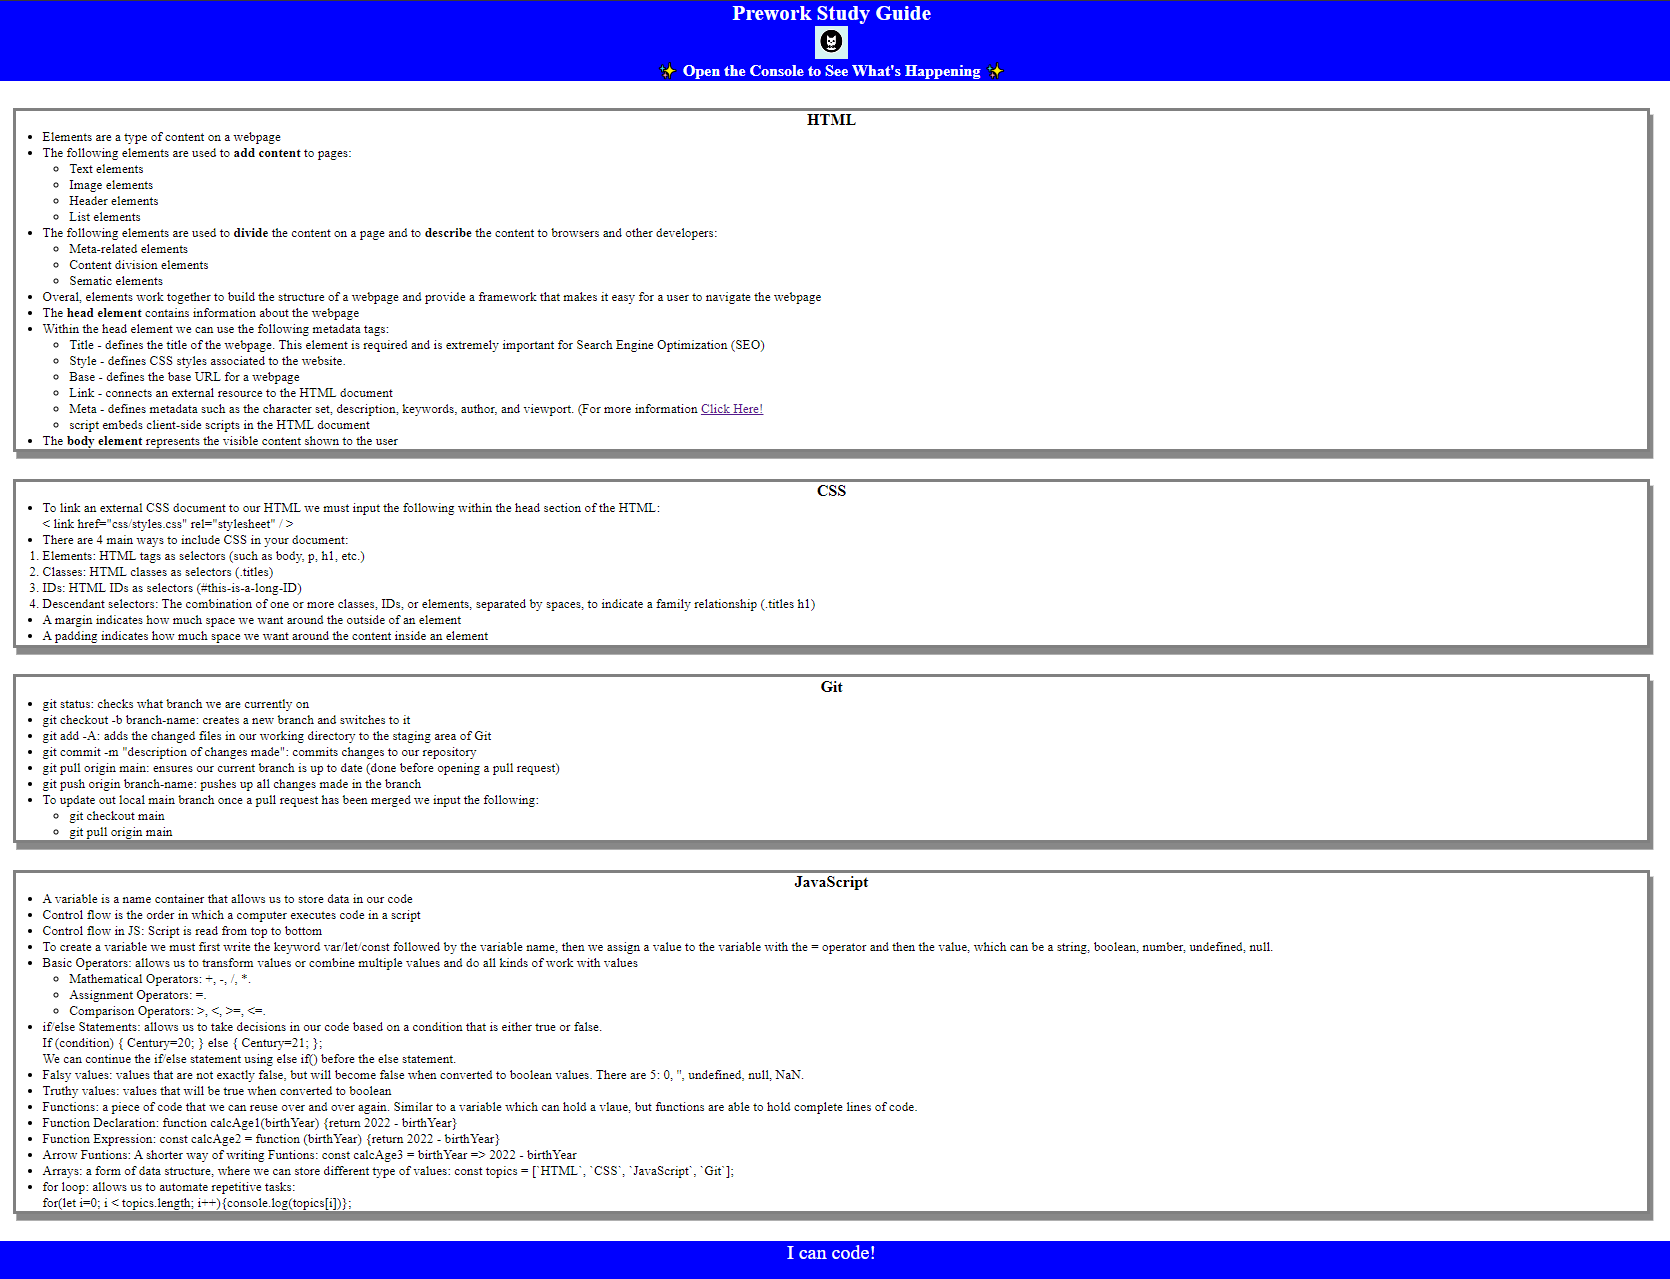 Prework Study Guide
✨ Open the Console to See What's Happening ✨
HTML
• Elements are a type of content on a webpage
• The following elements are used to add content to pages:
◦ Text elements
◦ Image elements
◦ Header elements
◦ List elements
• The following elements are used to divide the content on a page and to describe the content to browsers and other developers:
◦ Meta-related elements
◦ Content division elements
◦ Sematic elements
• Overal, elements work together to build the structure of a webpage and provide a framework that makes it easy for a user to navigate the webpage
• The head element contains information about the webpage
• Within the head element we can use the following metadata tags:
◦ Title - defines the title of the webpage. This element is required and is extremely important for Search Engine Optimization (SEO)
◦ Style - defines CSS styles associated to the website.
◦ Base - defines the base URL for a webpage
◦ Link - connects an external resource to the HTML document
◦ Meta - defines metadata such as the character set, description, keywords, author, and viewport. (For more information Click Here!
◦ script embeds client-side scripts in the HTML document
• The body element represents the visible content shown to the user
CSS
• To link an external CSS document to our HTML we must input the following within the head section of the HTML:
< link href="css/styles.css" rel="stylesheet" / >
• There are 4 main ways to include CSS in your document:
1. Elements: HTML tags as selectors (such as body, p, h1, etc.)
2. Classes: HTML classes as selectors (.titles)
3. IDs: HTML IDs as selectors (#this-is-a-long-ID)
4. Descendant selectors: The combination of one or more classes, IDs, or elements, separated by spaces, to indicate a family relationship (.titles h1)
• A margin indicates how much space we want around the outside of an element
• A padding indicates how much space we want around the content inside an element
Git
• git status: checks what branch we are currently on
• git checkout -b branch-name: creates a new branch and switches to it
• git add -A: adds the changed files in our working directory to the staging area of Git
• git commit -m "description of changes made": commits changes to our repository
• git pull origin main: ensures our current branch is up to date (done before opening a pull request)
• git push origin branch-name: pushes up all changes made in the branch
• To update out local main branch once a pull request has been merged we input the following:
◦ git checkout main
◦ git pull origin main
JavaScript
• A variable is a name container that allows us to store data in our code
• Control flow is the order in which a computer executes code in a script
• Control flow in JS: Script is read from top to bottom
• To create a variable we must first write the keyword var/let/const followed by the variable name, then we assign a value to the variable with the = operator and then the value, which can be a string, boolean, number, undefined, null.
• Basic Operators: allows us to transform values or combine multiple values and do all kinds of work with values
◦ Mathematical Operators: +, -, /, *.
◦ Assignment Operators: =.
◦ Comparison Operators: >, <, >=, <=.
• if/else Statements: allows us to take decisions in our code based on a condition that is either true or false.
If (condition) { Century=20; } else { Century=21; };
We can continue the if/else statement using else if() before the else statement.
• Falsy values: values that are not exactly false, but will become false when converted to boolean values. There are 5: 0, '', undefined, null, NaN.
• Truthy values: values that will be true when converted to boolean
• Functions: a piece of code that we can reuse over and over again. Similar to a variable which can hold a vlaue, but functions are able to hold complete lines of code.
• Function Declaration: function calcAge1(birthYear) {return 2022 - birthYear}
• Function Expression: const calcAge2 = function (birthYear) {return 2022 - birthYear}
• Arrow Funtions: A shorter way of writing Funtions: const calcAge3 = birthYear => 2022 - birthYear
• Arrays: a form of data structure, where we can store different type of values: const topics = [`HTML`, `CSS`, `JavaScript`, `Git`];
• for loop: allows us to automate repetitive tasks:
for(let i=0; i < topics.length; i++){console.log(topics[i])};
I can code!